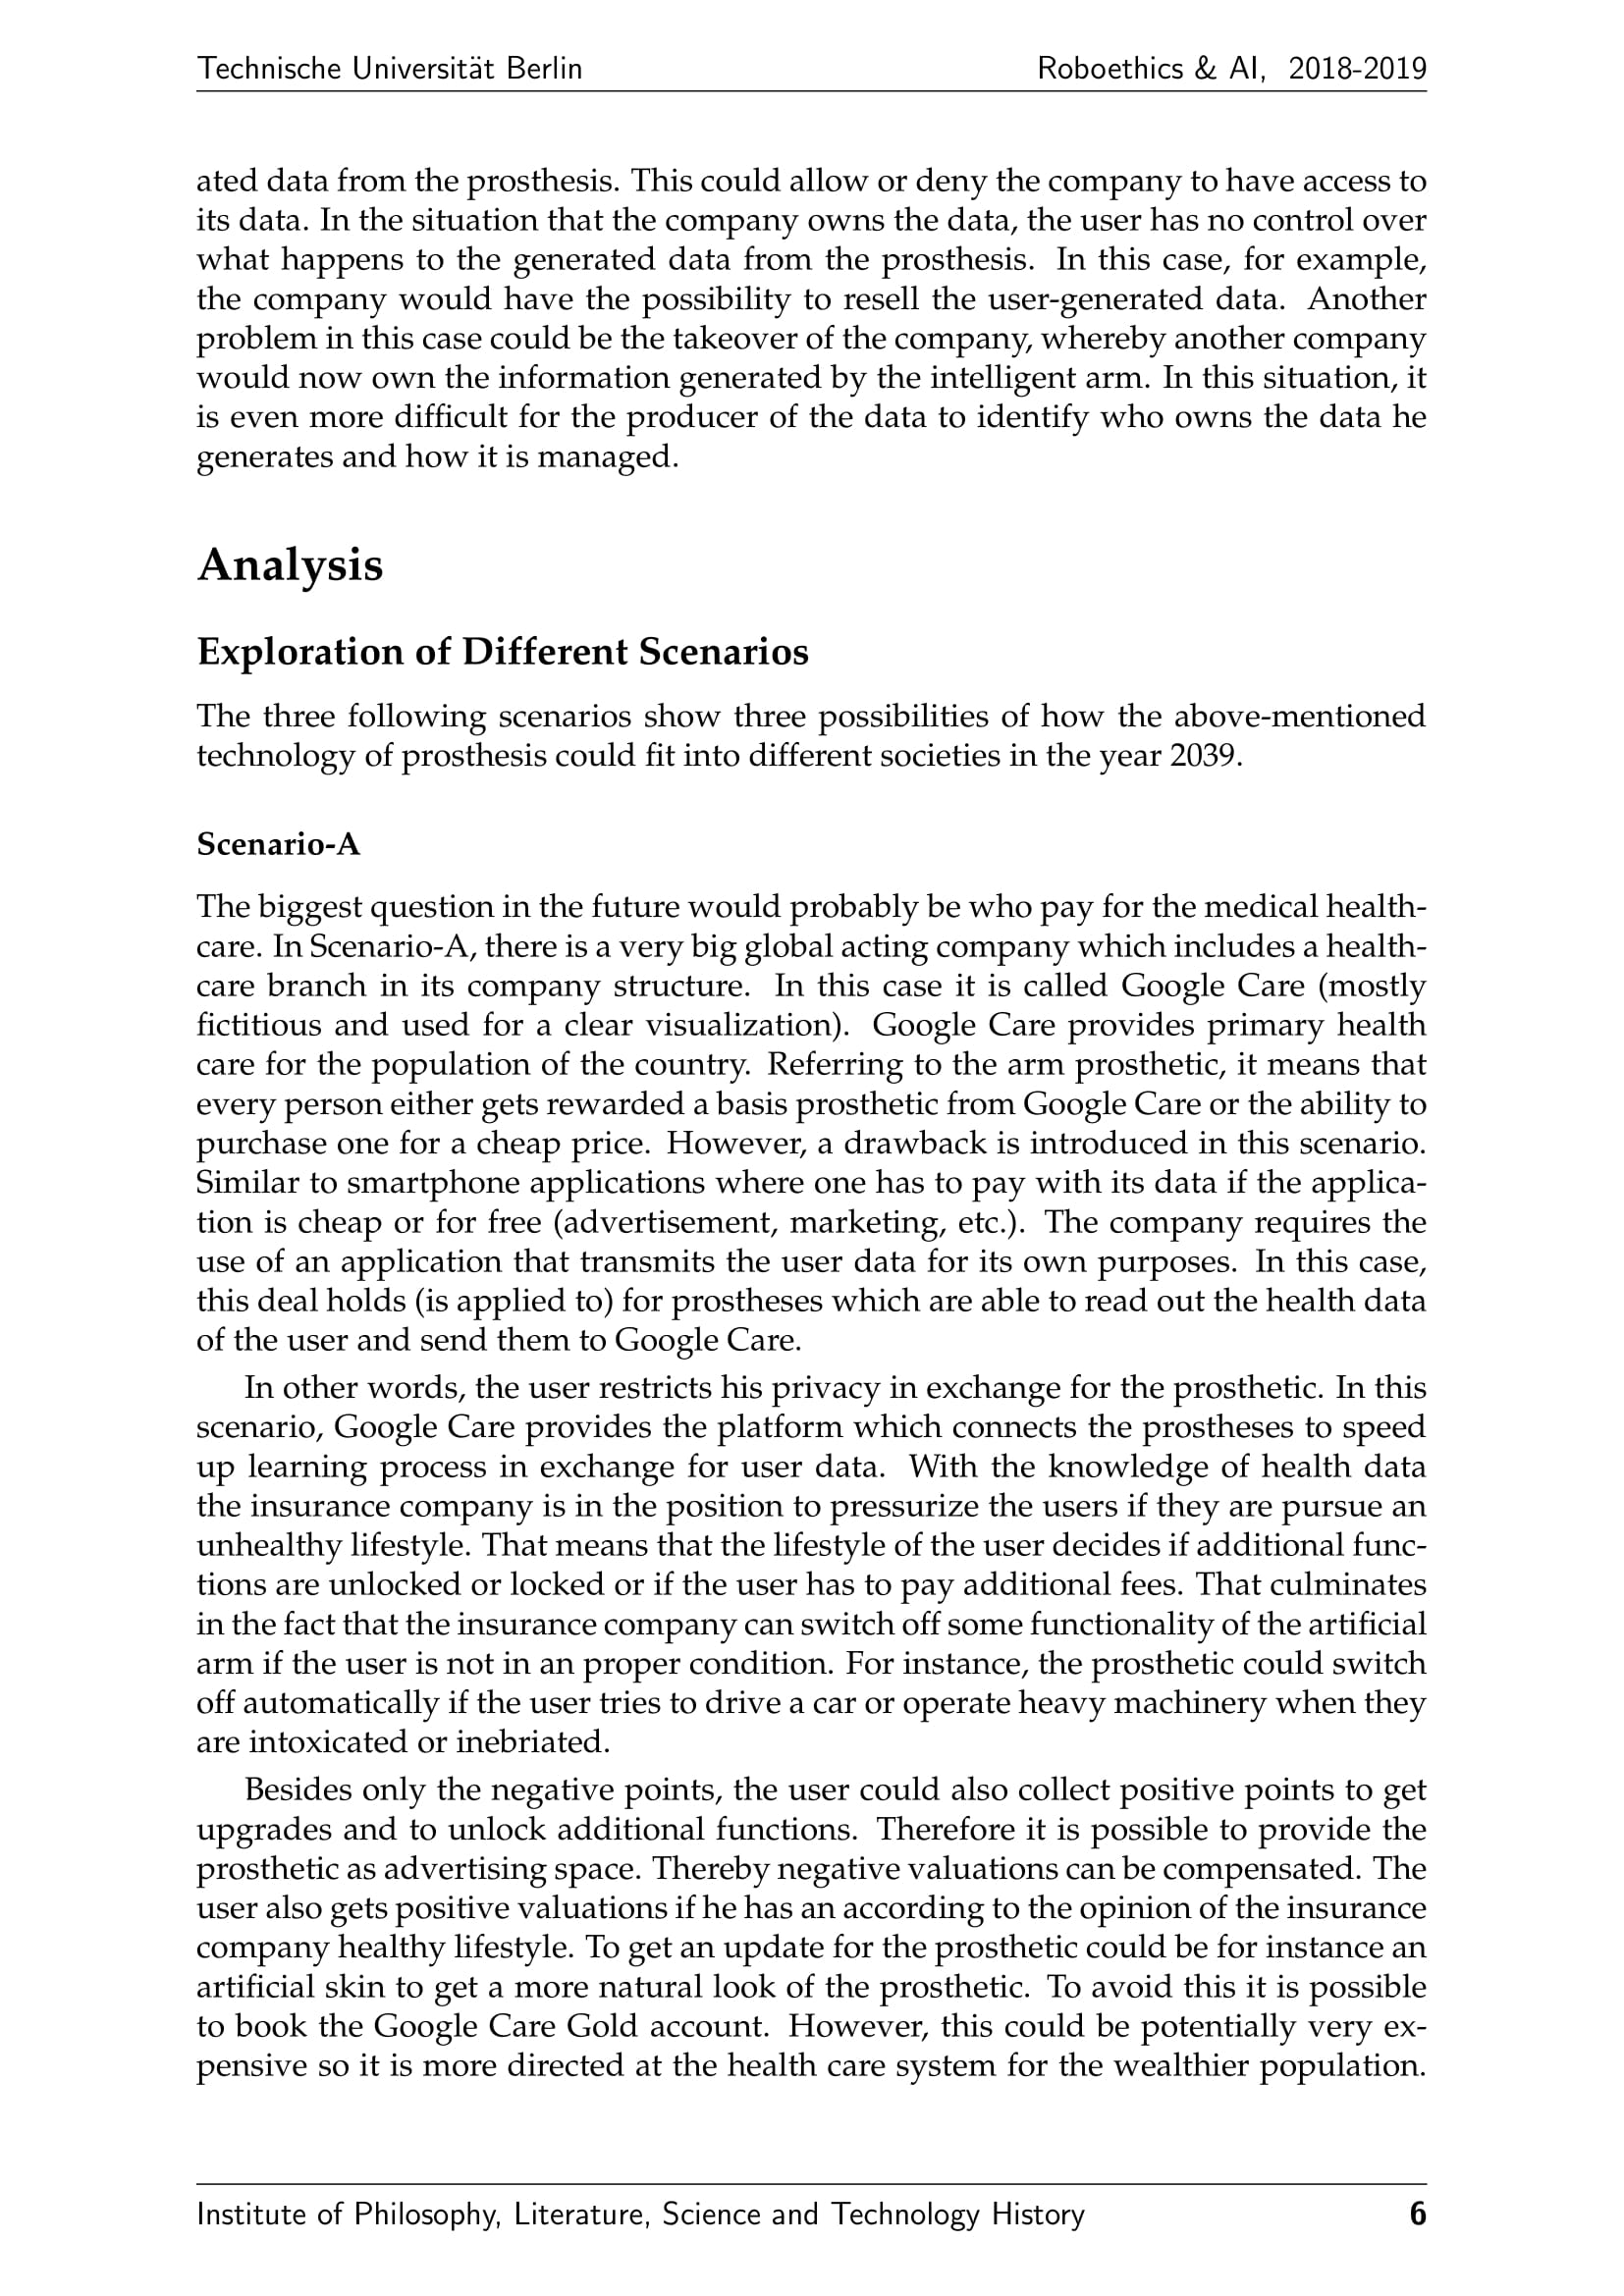 Technische Universität Berlin Roboethics & AI, 2018-2019
ated data from the prosthesis. This could allow or deny the company to have access to
its data. In the situation that the company owns the data, the user has no control over
what happens to the generated data from the prosthesis. In this case, for example,
the company would have the possibility to resell the user-generated data. Another
problem in this case could be the takeover of the company, whereby another company
would now own the information generated by the intelligent arm. In this situation, it
is even more difficult for the producer of the data to identify who owns the data he
generates and how it is managed.
Analysis
Exploration of Different Scenarios
The three following scenarios show three possibilities of how the above-mentioned
technology of prosthesis could fit into different societies in the year 2039.
Scenario-A
The biggest question in the future would probably be who pay for the medical health-
care. In Scenario-A, there is a very big global acting company which includes a health-
care branch in its company structure. In this case it is called Google Care (mostly
fictitious and used for a clear visualization). Google Care provides primary health
care for the population of the country. Referring to the arm prosthetic, it means that
every person either gets rewarded a basis prosthetic from Google Care or the ability to
purchase one for a cheap price. However, a drawback is introduced in this scenario.
Similar to smartphone applications where one has to pay with its data if the applica-
tion is cheap or for free (advertisement, marketing, etc.). The company requires the
use of an application that transmits the user data for its own purposes. In this case,
this deal holds (is applied to) for prostheses which are able to read out the health data
of the user and send them to Google Care.
In other words, the user restricts his privacy in exchange for the prosthetic. In this
scenario, Google Care provides the platform which connects the prostheses to speed
up learning process in exchange for user data. With the knowledge of health data
the insurance company is in the position to pressurize the users if they are pursue an
unhealthy lifestyle. That means that the lifestyle of the user decides if additional func-
tions are unlocked or locked or if the user has to pay additional fees. That culminates
in the fact that the insurance company can switch off some functionality of the artificial
arm if the user is not in an proper condition. For instance, the prosthetic could switch
off automatically if the user tries to drive a car or operate heavy machinery when they
are intoxicated or inebriated.
Besides only the negative points, the user could also collect positive points to get
upgrades and to unlock additional functions. Therefore it is possible to provide the
prosthetic as advertising space. Thereby negative valuations can be compensated. The
user also gets positive valuations if he has an according to the opinion of the insurance
company healthy lifestyle. To get an update for the prosthetic could be for instance an
artificial skin to get a more natural look of the prosthetic. To avoid this it is possible
to book the Google Care Gold account. However, this could be potentially very ex-
pensive so it is more directed at the health care system for the wealthier population.
Institute of Philosophy, Literature, Science and Technology History 6